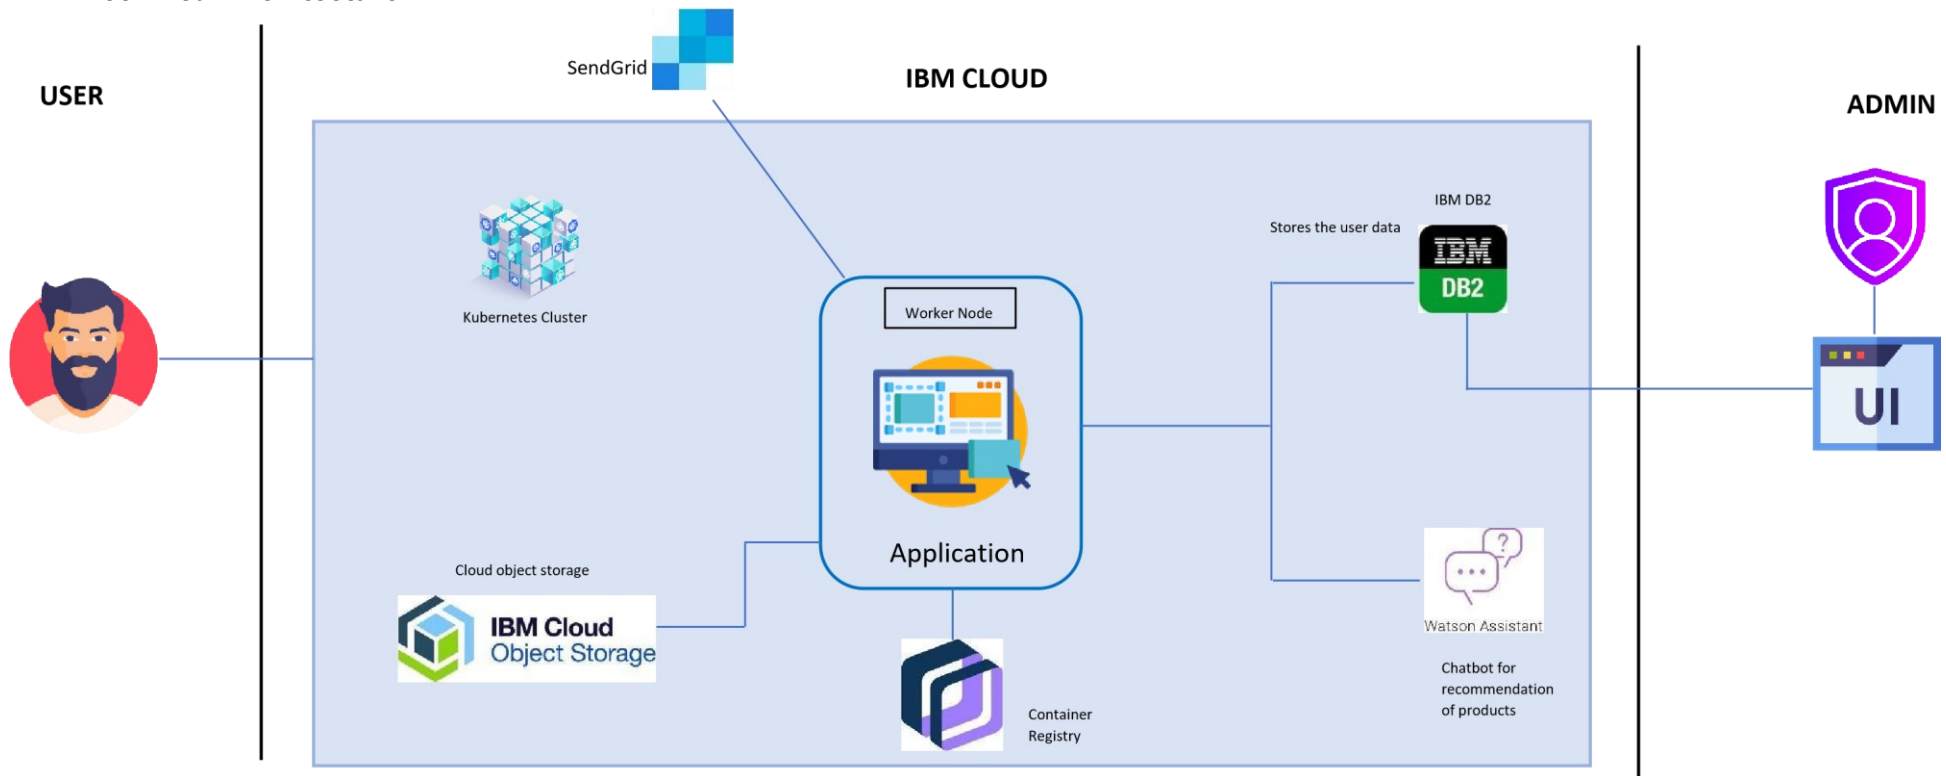 SendGrid
IBM CLOUD
USER
ADMIN
IBM DB2
Stores the user data
IBM
DB2
Kubernetes Cluster
Worker Node
UI
Application
Cloud object storage
IBM Cloud
Object Storage
?
Watson Assistant
Chatbot for
recommendation
of products
Container
Registry